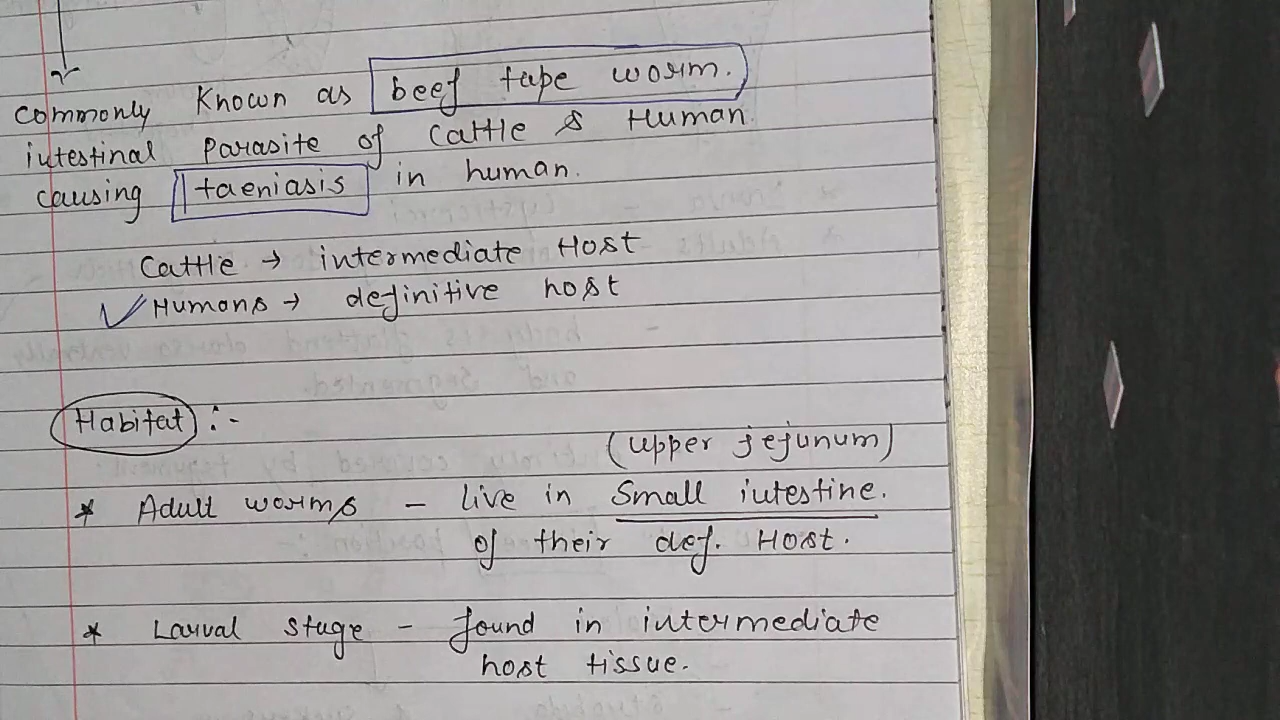 commonly known as beef tape worm.
intestinal parasite of cattle & Human.
causing taeniasis in human.
Cattle → intermediate Host
✓ Humans → definitive host
Habitat :-
(upper jejunum)
* Adult worms - live in Small intestine.
of their def. Host.
* Larval stage - found in intermediate
host tissue.